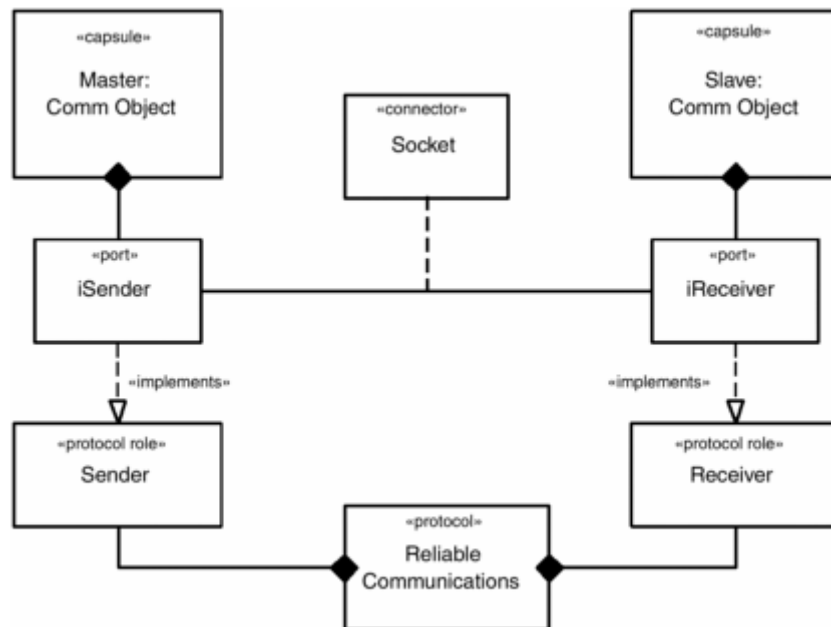 «capsule»
Master:
Comm Object
«capsule»
Slave:
Comm Object
«connector»
Socket
«port»
iSender
«port»
iReceiver
«implements»
«implements»
«protocol role»
Sender
«protocol role»
Receiver
«protocol»
Reliable
Communications